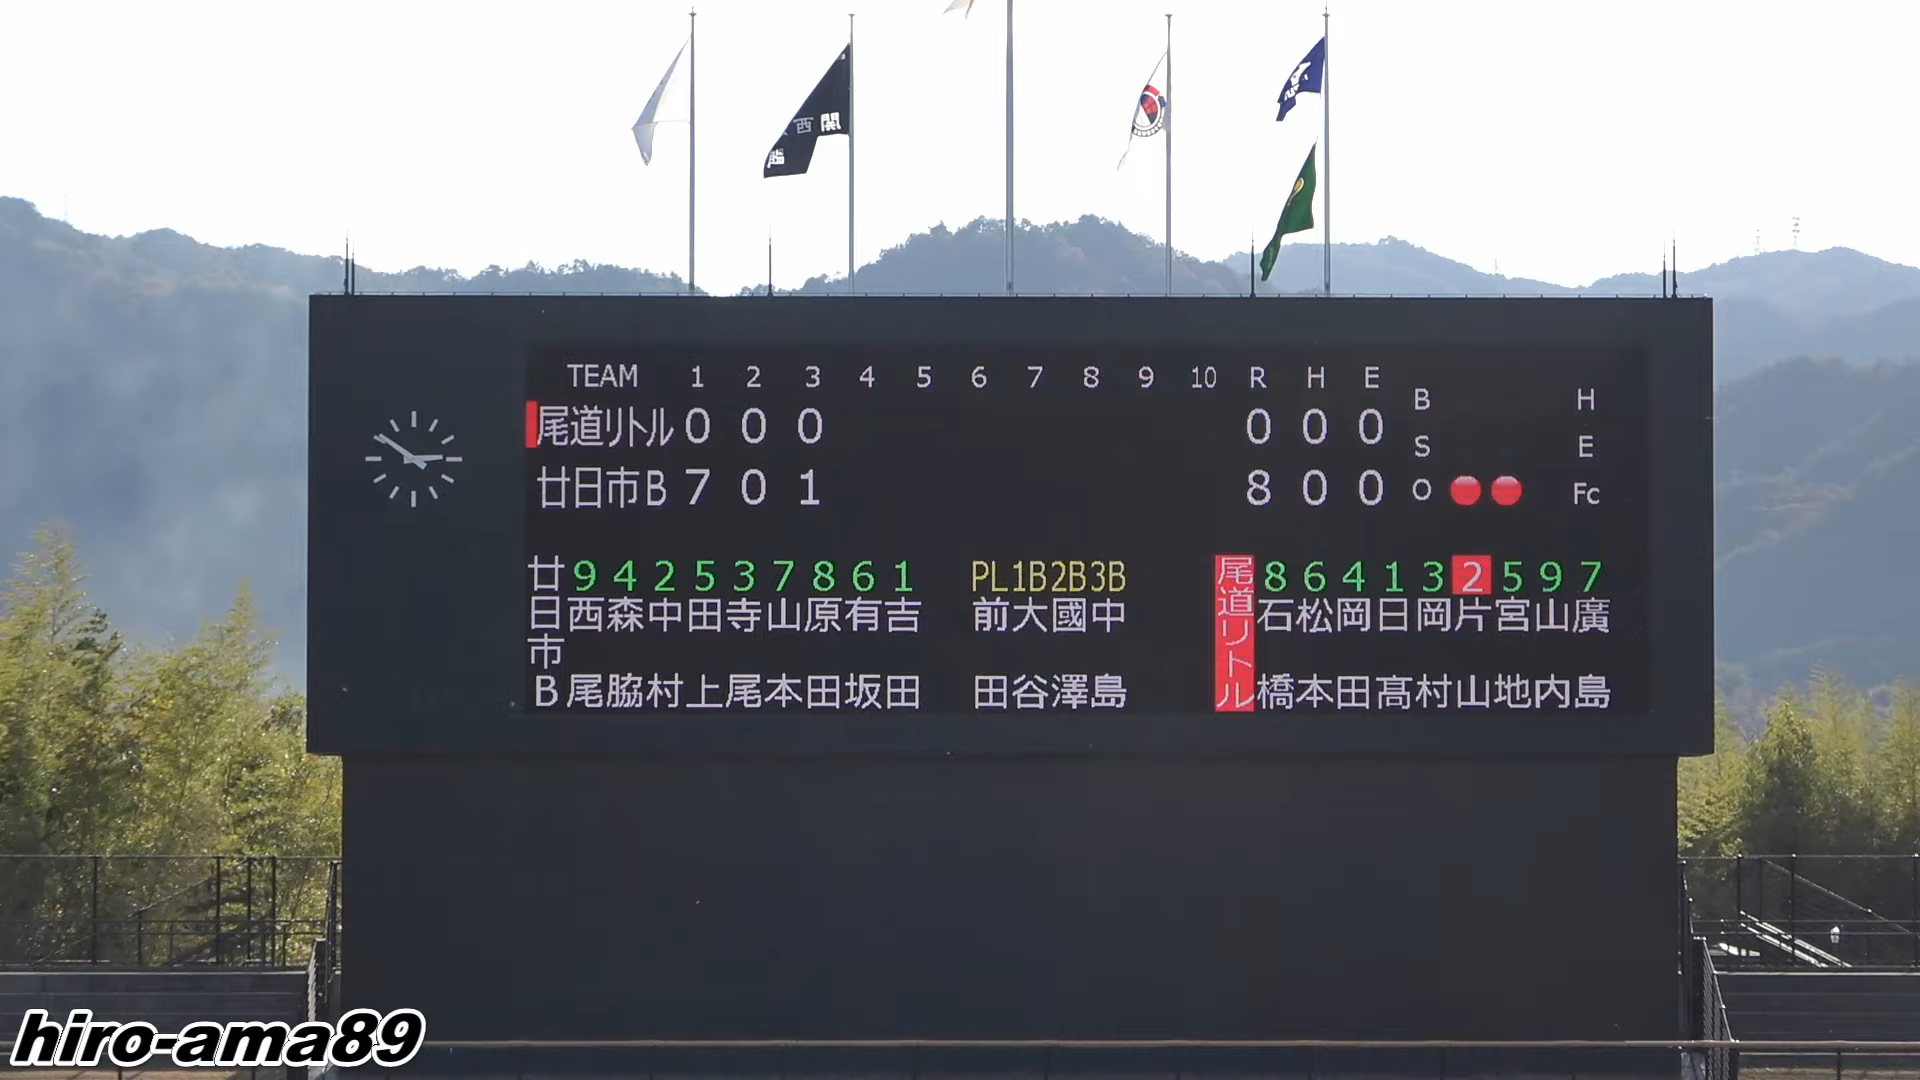 関西
TEAM 1 2 3 4 5 6 7 8 9 10 R H E
尾道リトル 0 0 0 0 0 0
廿日市B 7 0 1 8 0 0
B H
S E
O Fc
廿日市B
9 4 2 5 3 7 8 6 1
西尾 森脇 中村 田上 寺尾 山本 原田 有坂 吉田
PL 1B 2B 3B
前田 大谷 國澤 中島
尾道リトル
8 6 4 1 3 2 5 9 7
石橋 松本 岡田 日髙 岡村 片山 宮地 山内 廣島
hiro-ama89